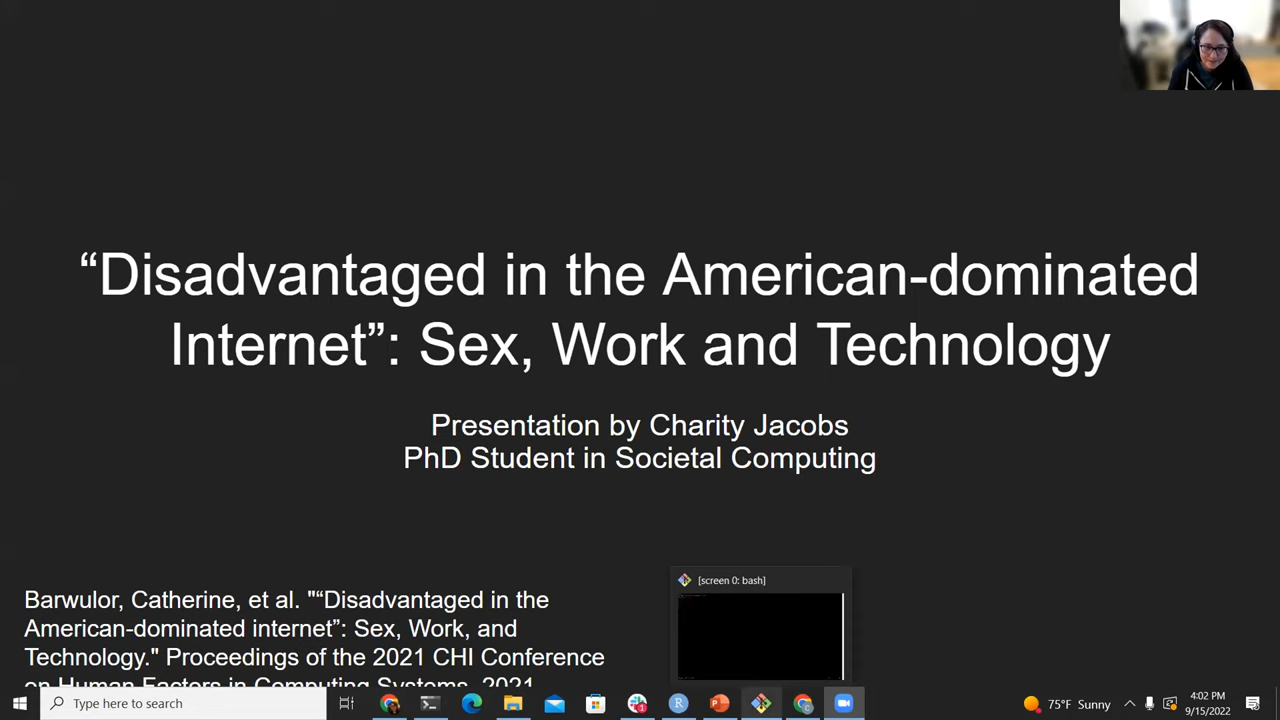 “Disadvantaged in the American-dominated
Internet”: Sex, Work and Technology
Presentation by Charity Jacobs
PhD Student in Societal Computing
Barwulor, Catherine, et al. "“Disadvantaged in the
American-dominated internet”: Sex, Work, and
Technology." Proceedings of the 2021 CHI Conference
on Human Factors in Computing Systems. 2021.
[screen 0: bash]
Type here to search
75°F Sunny
4:02 PM
9/15/2022